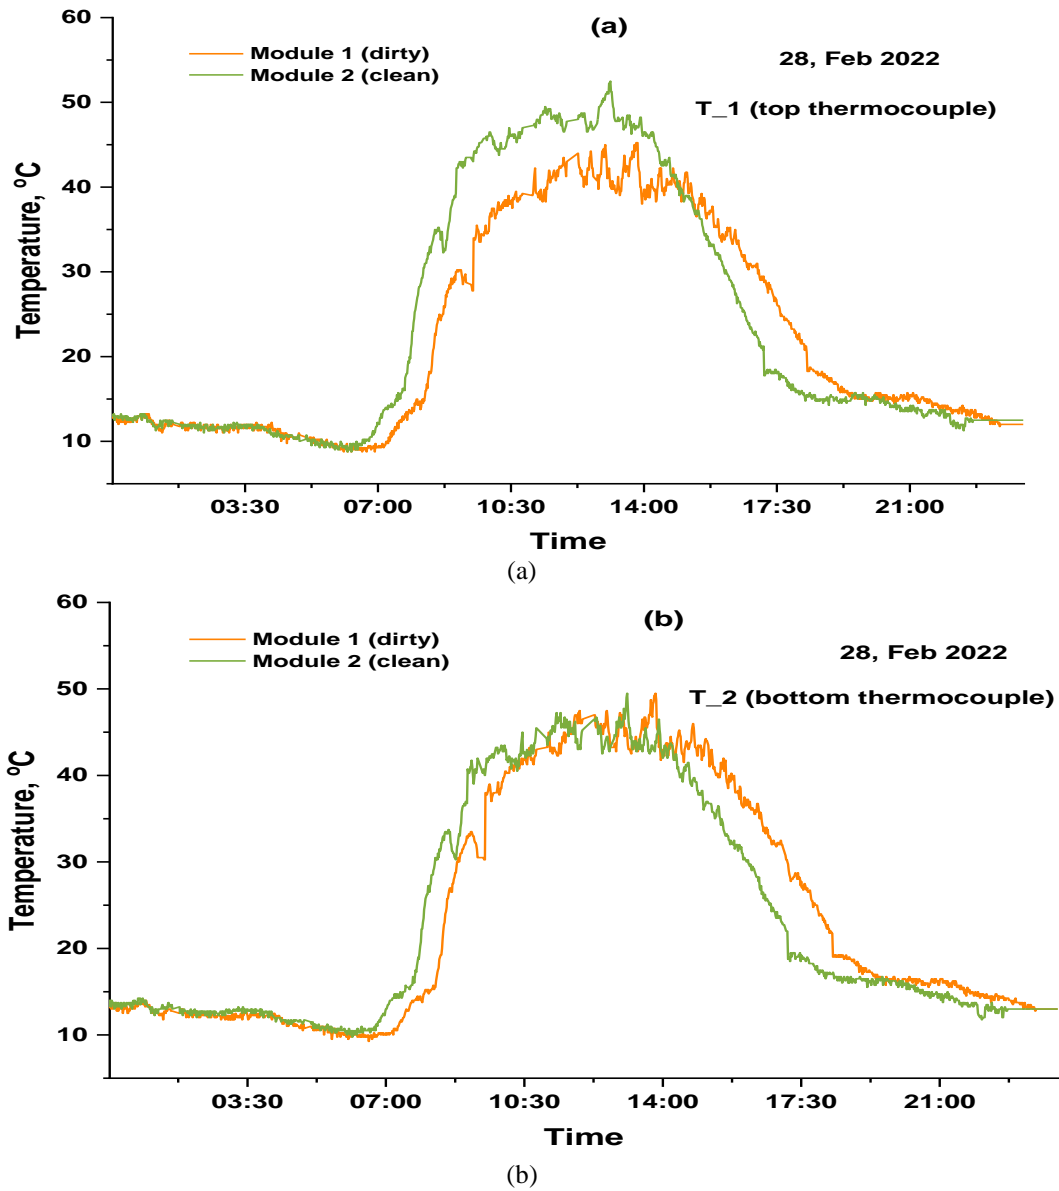 (a)
Module 1 (dirty)
Module 2 (clean)
28, Feb 2022
T_1 (top thermocouple)
Temperature, ⁰C
60
50
40
30
20
10
03:30 07:00 10:30 14:00 17:30 21:00
Time
(a)
(b)
Module 1 (dirty)
Module 2 (clean)
28, Feb 2022
T_2 (bottom thermocouple)
Temperature, ⁰C
60
50
40
30
20
10
03:30 07:00 10:30 14:00 17:30 21:00
Time
(b)